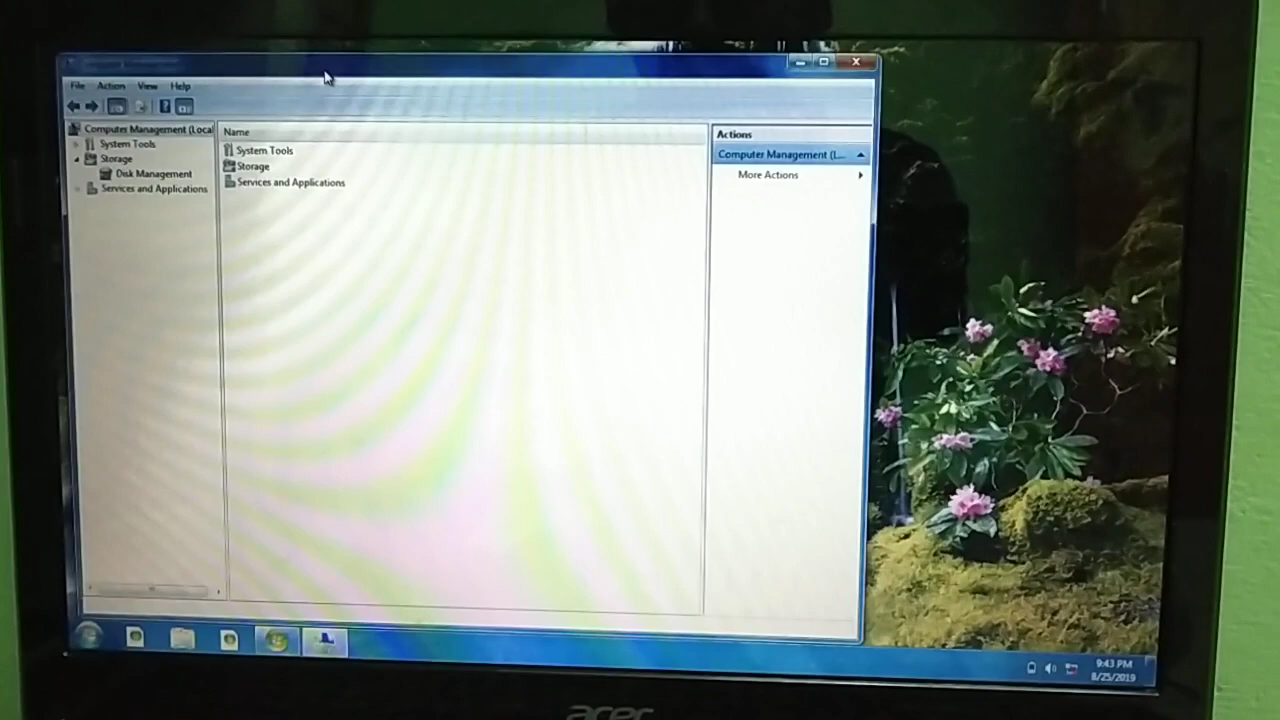 File Action View Help
Computer Management (Local
System Tools
Storage
Disk Management
Services and Applications
Name
System Tools
Storage
Services and Applications
Actions
Computer Management (L...
More Actions
9:43 PM
8/25/2019
acer